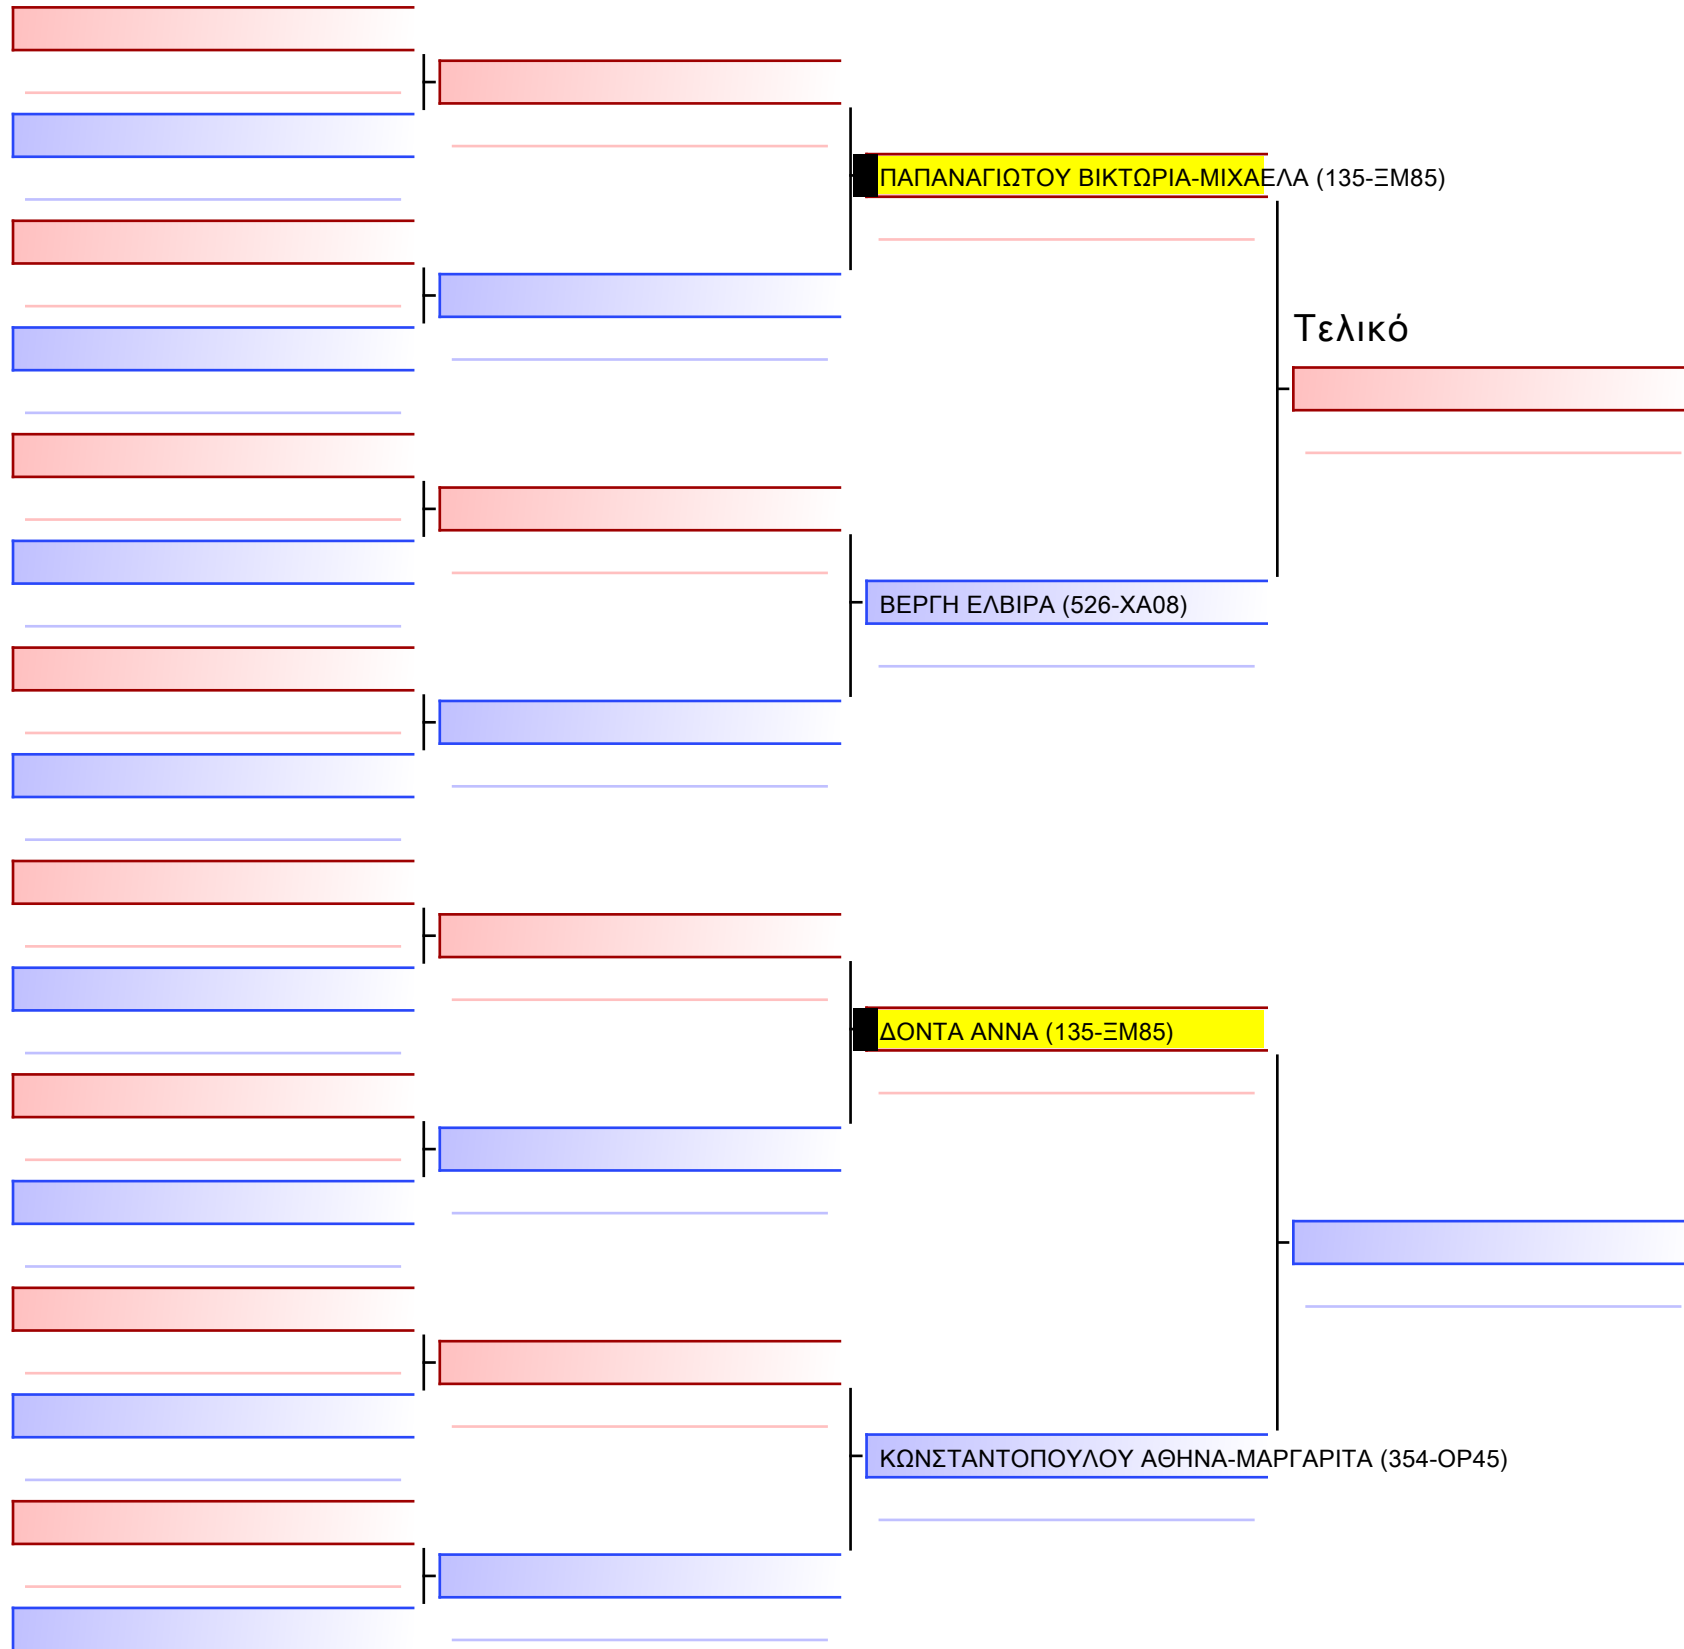 ΠΑΠΑΝΑΓΙΩΤΟΥ ΒΙΚΤΩΡΙΑ-ΜΙΧΑΕΛΑ (135-ΞΜ85)
Τελικό
ΒΕΡΓΗ ΕΛΒΙΡΑ (526-ΧΑ08)
ΔΟΝΤΑ ΑΝΝΑ (135-ΞΜ85)
ΚΩΝΣΤΑΝΤΟΠΟΥΛΟΥ ΑΘΗΝΑ-ΜΑΡΓΑΡΙΤΑ (354-ΟΡ45)